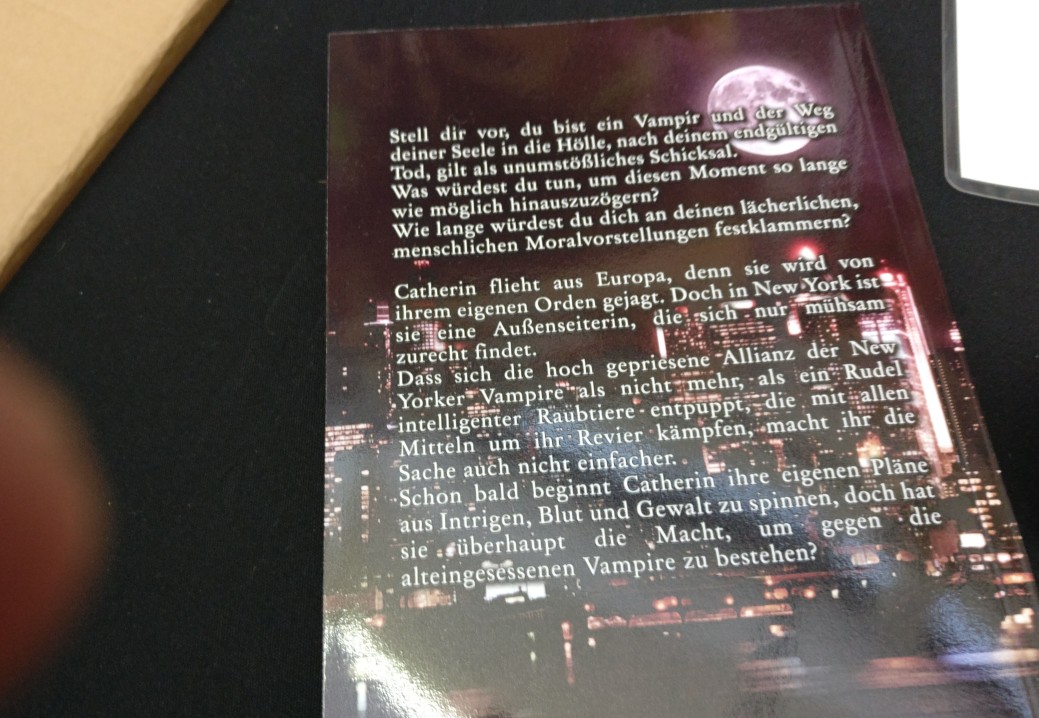 Stell dir vor, du bist ein Vampir und der Weg
deiner Seele in die Hölle, nach deinem endgültigen
Tod, gilt als unumstößliches Schicksal.
Was würdest du tun, um diesen Moment so lange
wie möglich hinauszuzögern?
Wie lange würdest du dich an deinen lächerlichen,
menschlichen Moralvorstellungen festklammern?
Catherin flieht aus Europa, denn sie wird von
ihrem eigenen Orden gejagt. Doch in New York ist
sie eine Außenseiterin, die sich nur mühsam
zurecht findet.
Dass sich die hoch gepriesene Allianz der New
Yorker Vampire als nicht mehr, als ein Rudel
intelligenter Raubtiere entpuppt, die mit allen
Mitteln um ihr Revier kämpfen, macht ihr die
Sache auch nicht einfacher.
Schon bald beginnt Catherin ihre eigenen Pläne
aus Intrigen, Blut und Gewalt zu spinnen, doch hat
sie überhaupt die Macht, um gegen die
alteingesessenen Vampire zu bestehen?